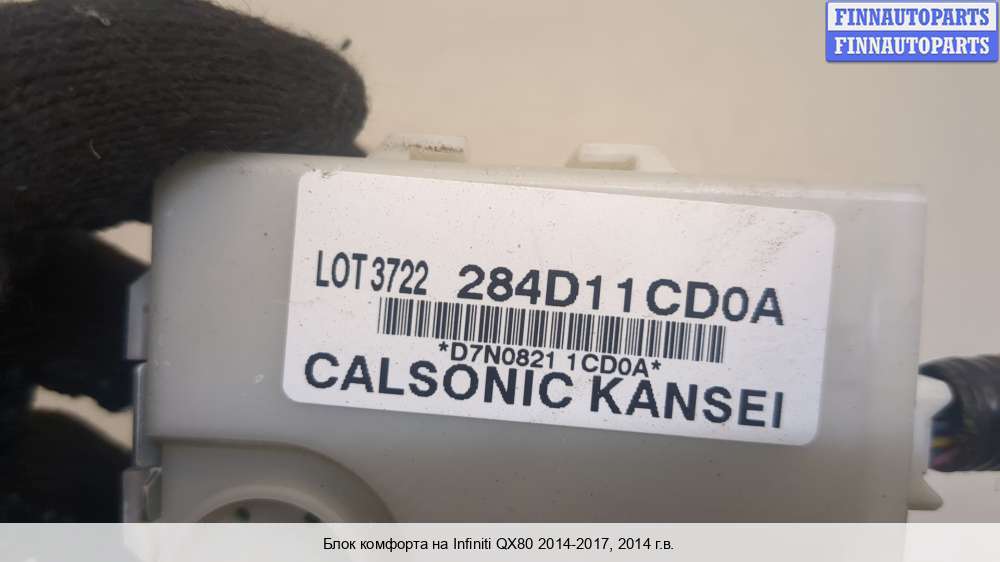 FINNAUTOPARTS
FINNAUTOPARTS
LOT 3722 284D11CD0A
*D7N0821 1CD0A*
CALSONIC KANSEI
Блок комфорта на Infiniti QX80 2014-2017, 2014 г.в.